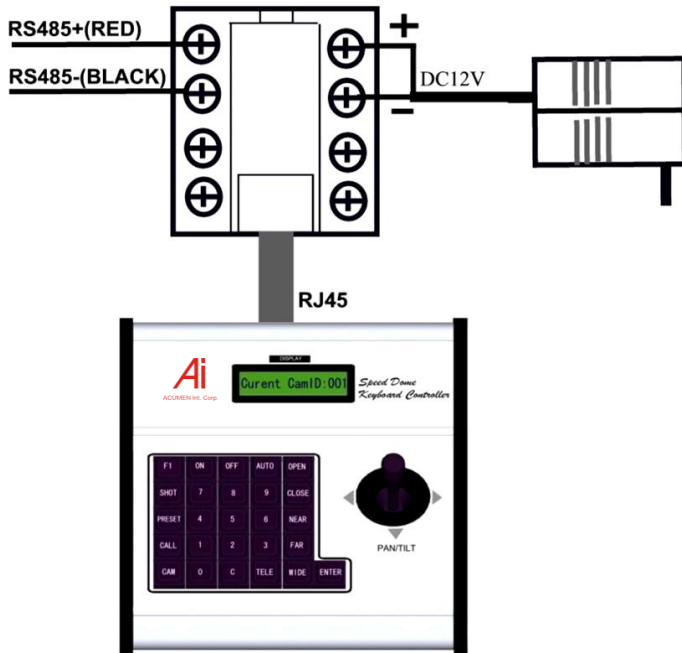 RS485+(RED)
+
DC12V
RS485-(BLACK)
−
RJ45
DISPLAY
Ai
ACUMEN Int. Corp.
Curent CamID:001
Speed Dome
Keyboard Controller
F1 ON OFF AUTO OPEN
SHOT 7 8 9 CLOSE
PRESET 4 5 6 NEAR
CALL 1 2 3 FAR
CAM 0 C TELE WIDE ENTER
PAN/TILT